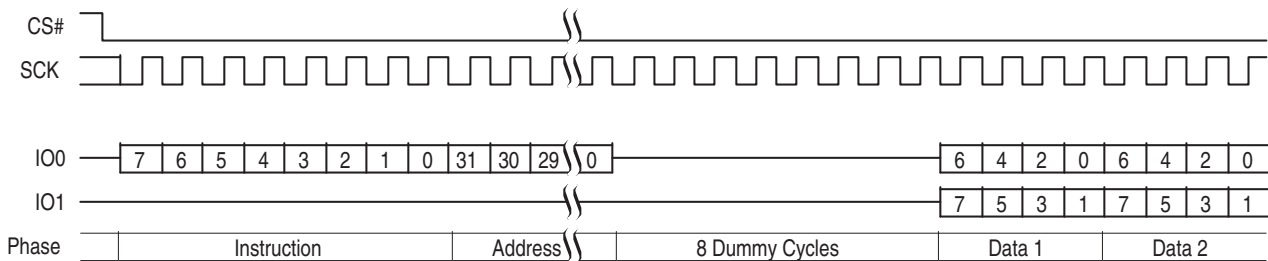 CS#
SCK
IO0 7 6 5 4 3 2 1 0 31 30 29 0 6 4 2 0 6 4 2 0
IO1 7 5 3 1 7 5 3 1
Phase Instruction Address 8 Dummy Cycles Data 1 Data 2